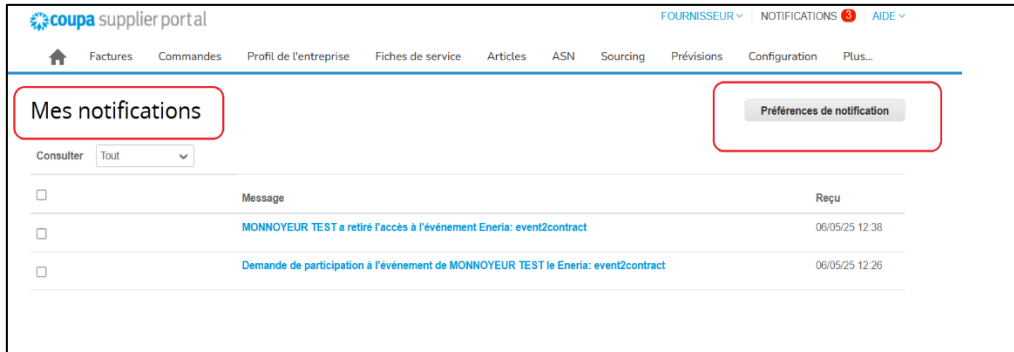 coupa supplier portal FOURNISSEUR NOTIFICATIONS 3 AIDE
Factures Commandes Profil de l'entreprise Fiches de service Articles ASN Sourcing Prévisions Configuration Plus...
Mes notifications Préférences de notification
Consulter Tout
Message Reçu
MONNOYEUR TEST a retiré l'accès à l'événement Eneria: event2contract 06/05/25 12:38
Demande de participation à l'événement de MONNOYEUR TEST le Eneria: event2contract 06/05/25 12:26